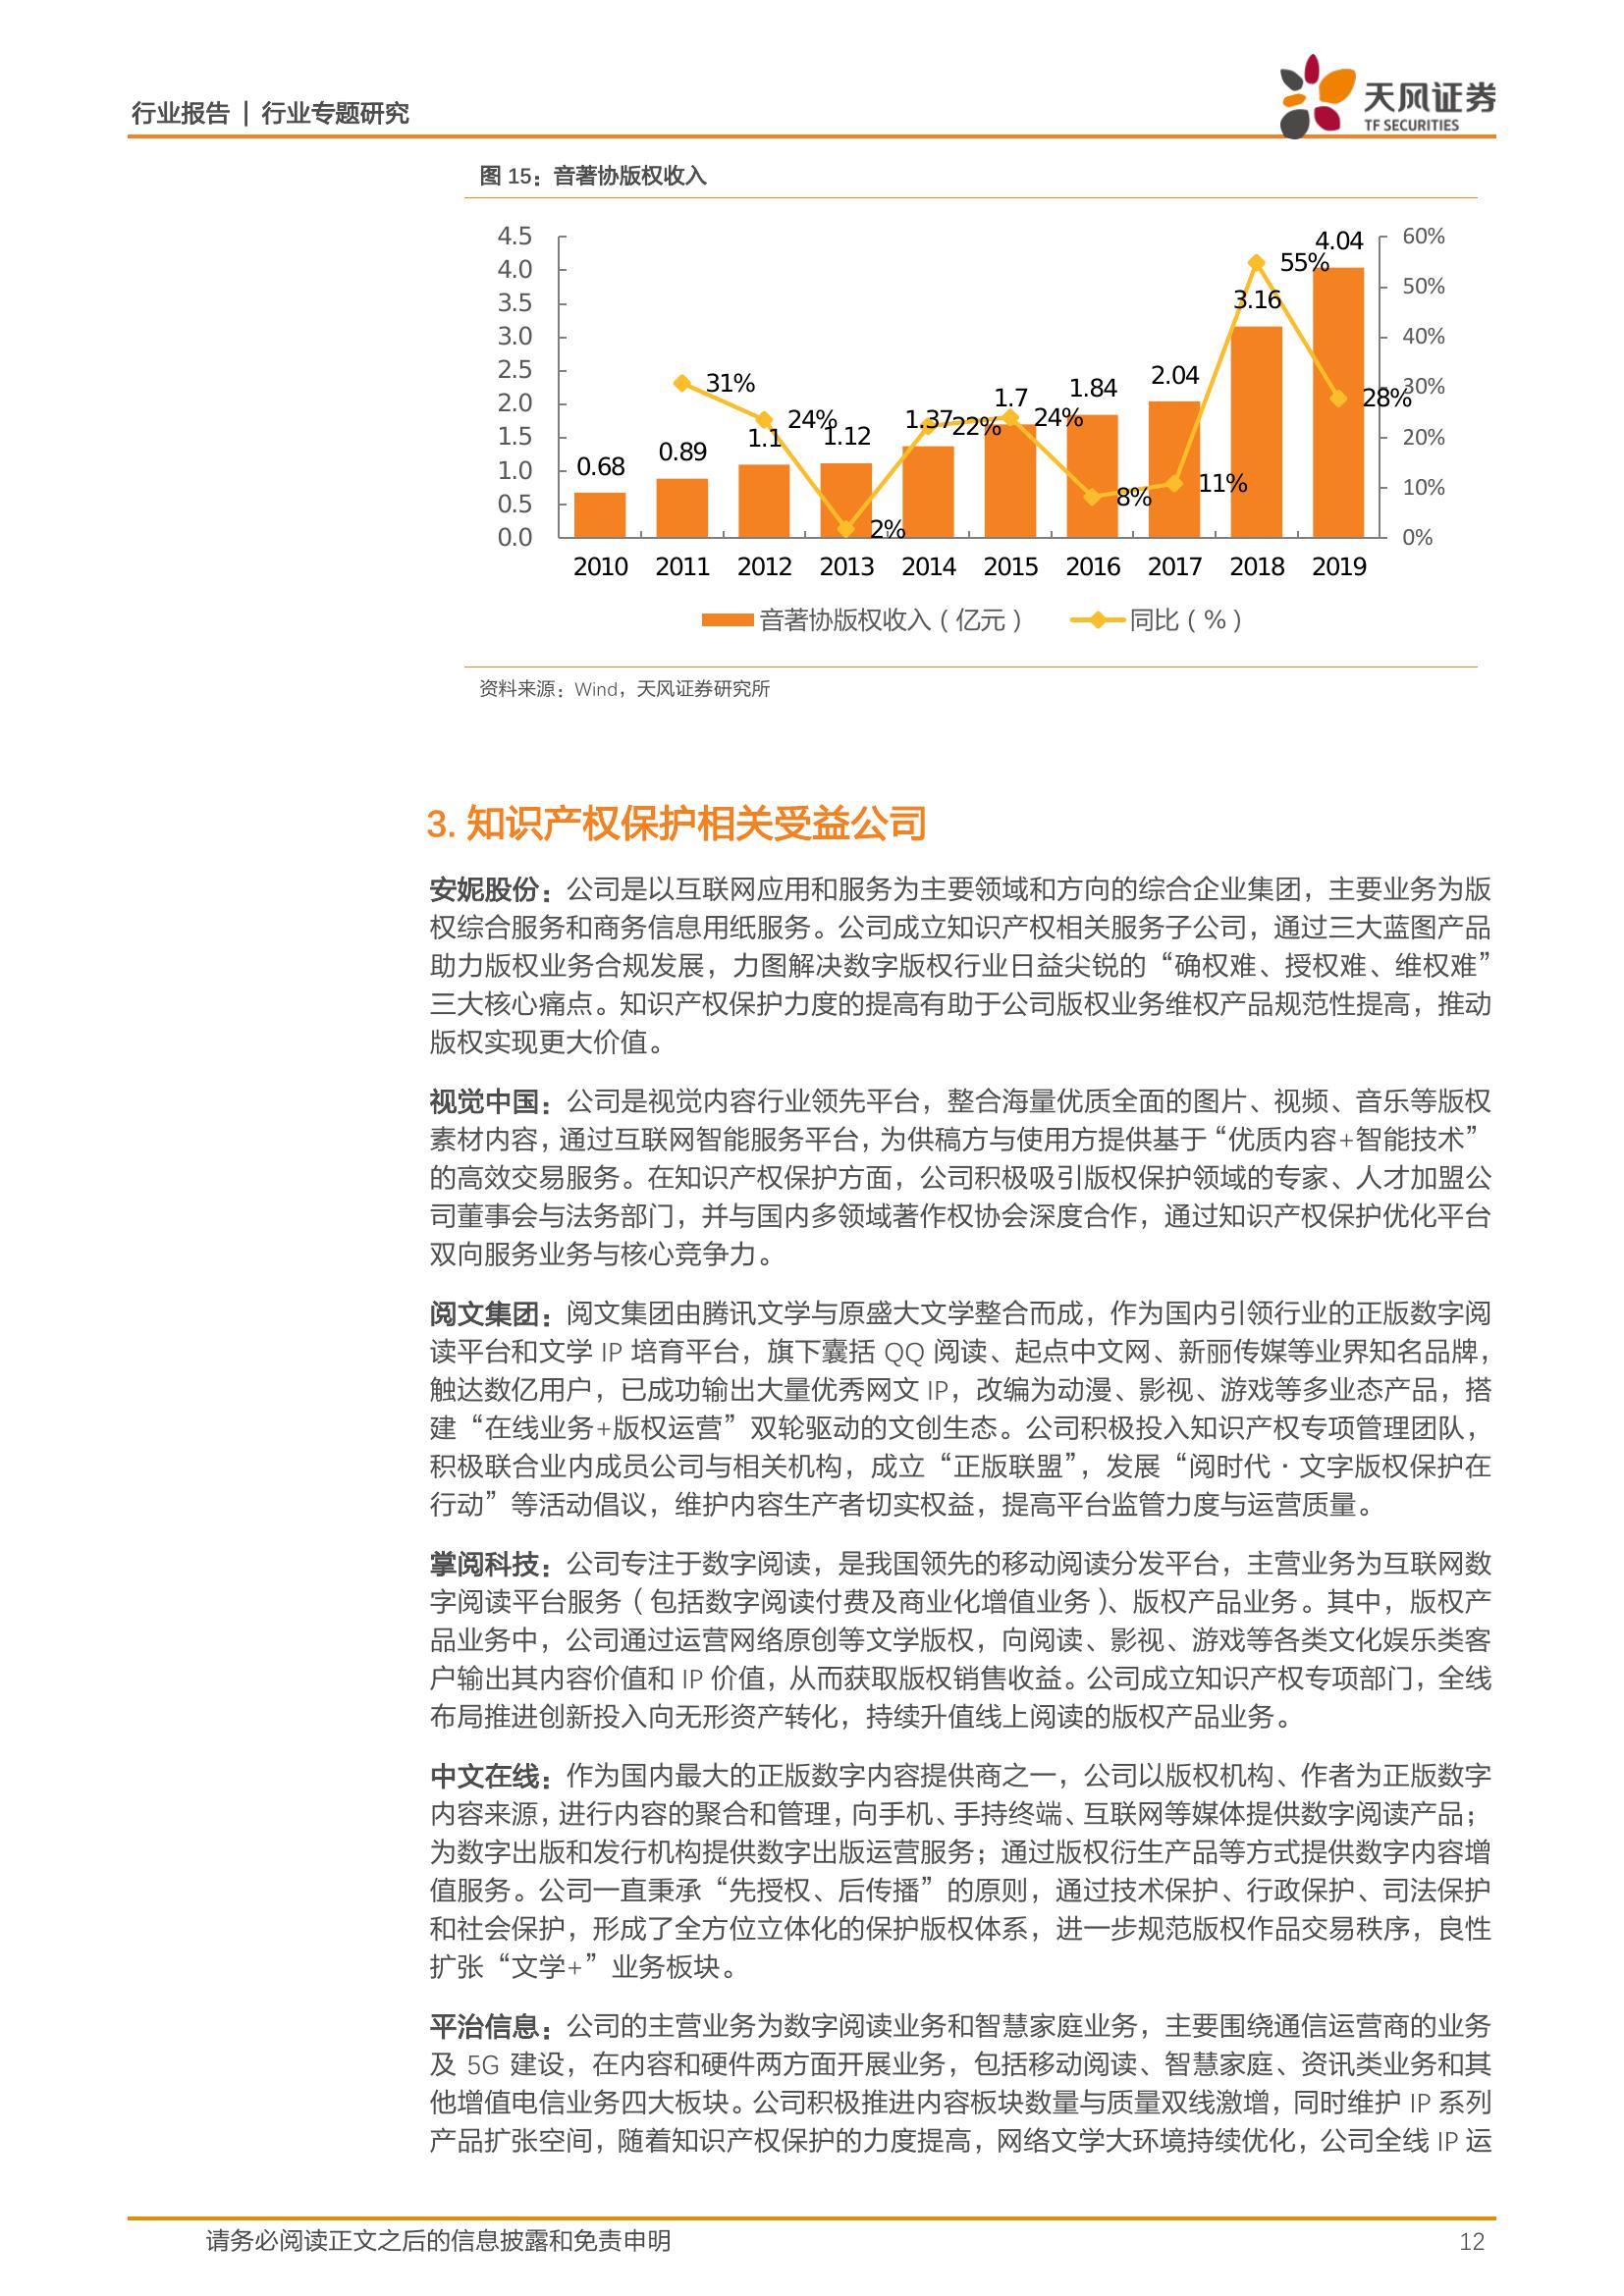 行业报告 | 行业专题研究
天风证券
TF SECURITIES
图 15：音著协版权收入
4.5
4.0
3.5
3.0
2.5
2.0
1.5
1.0
0.5
0.0
0.68
0.89
1.1
1.12
1.37
1.7
1.84
2.04
3.16
4.04
31%
24%
2%
22%
24%
8%
11%
55%
28%
60%
50%
40%
30%
20%
10%
0%
2010 2011 2012 2013 2014 2015 2016 2017 2018 2019
音著协版权收入（亿元） 同比（%）
资料来源：Wind，天风证券研究所
3. 知识产权保护相关受益公司
安妮股份：公司是以互联网应用和服务为主要领域和方向的综合企业集团，主要业务为版
权综合服务和商务信息用纸服务。公司成立知识产权相关服务子公司，通过三大蓝图产品
助力版权业务合规发展，力图解决数字版权行业日益尖锐的“确权难、授权难、维权难”
三大核心痛点。知识产权保护力度的提高有助于公司版权业务维权产品规范性提高，推动
版权实现更大价值。
视觉中国：公司是视觉内容行业领先平台，整合海量优质全面的图片、视频、音乐等版权
素材内容，通过互联网智能服务平台，为供稿方与使用方提供基于“优质内容+智能技术”
的高效交易服务。在知识产权保护方面，公司积极吸引版权保护领域的专家、人才加盟公
司董事会与法务部门，并与国内多领域著作权协会深度合作，通过知识产权保护优化平台
双向服务业务与核心竞争力。
阅文集团：阅文集团由腾讯文学与原盛大文学整合而成，作为国内引领行业的正版数字阅
读平台和文学 IP 培育平台，旗下囊括 QQ 阅读、起点中文网、新丽传媒等业界知名品牌，
触达数亿用户，已成功输出大量优秀网文 IP，改编为动漫、影视、游戏等多业态产品，搭
建“在线业务+版权运营”双轮驱动的文创生态。公司积极投入知识产权专项管理团队，
积极联合业内成员公司与相关机构，成立“正版联盟”，发展“阅时代·文字版权保护在
行动”等活动倡议，维护内容生产者切实权益，提高平台监管力度与运营质量。
掌阅科技：公司专注于数字阅读，是我国领先的移动阅读分发平台，主营业务为互联网数
字阅读平台服务（包括数字阅读付费及商业化增值业务）、版权产品业务。其中，版权产
品业务中，公司通过运营网络原创等文学版权，向阅读、影视、游戏等各类文化娱乐类客
户输出其内容价值和 IP 价值，从而获取版权销售收益。公司成立知识产权专项部门，全线
布局推进创新投入向无形资产转化，持续升值线上阅读的版权产品业务。
中文在线：作为国内最大的正版数字内容提供商之一，公司以版权机构、作者为正版数字
内容来源，进行内容的聚合和管理，向手机、手持终端、互联网等媒体提供数字阅读产品；
为数字出版和发行机构提供数字出版运营服务；通过版权衍生产品等方式提供数字内容增
值服务。公司一直秉承“先授权、后传播”的原则，通过技术保护、行政保护、司法保护
和社会保护，形成了全方位立体化的保护版权体系，进一步规范版权作品交易秩序，良性
扩张“文学+”业务板块。
平治信息：公司的主营业务为数字阅读业务和智慧家庭业务，主要围绕通信运营商的业务
及 5G 建设，在内容和硬件两方面开展业务，包括移动阅读、智慧家庭、资讯类业务和其
他增值电信业务四大板块。公司积极推进内容板块数量与质量双线激增，同时维护 IP 系列
产品扩张空间，随着知识产权保护的力度提高，网络文学大环境持续优化，公司全线 IP 运
请务必阅读正文之后的信息披露和免责申明 12